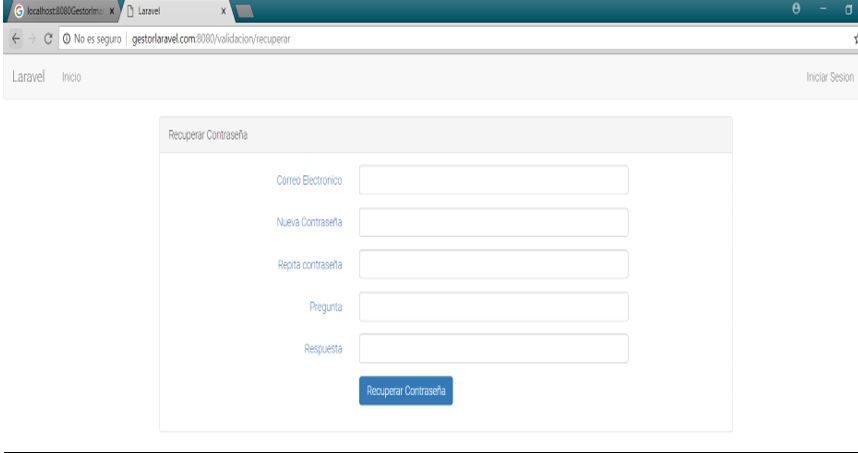 localhost:8080GestorIma
Laravel
No es seguro | gestorlaravel.com:8080/validacion/recuperar
Laravel Inicio Iniciar Sesion
Recuperar Contraseña
Correo Electronico
Nueva Contraseña
Repita contraseña
Pregunta
Respuesta
Recuperar Contraseña